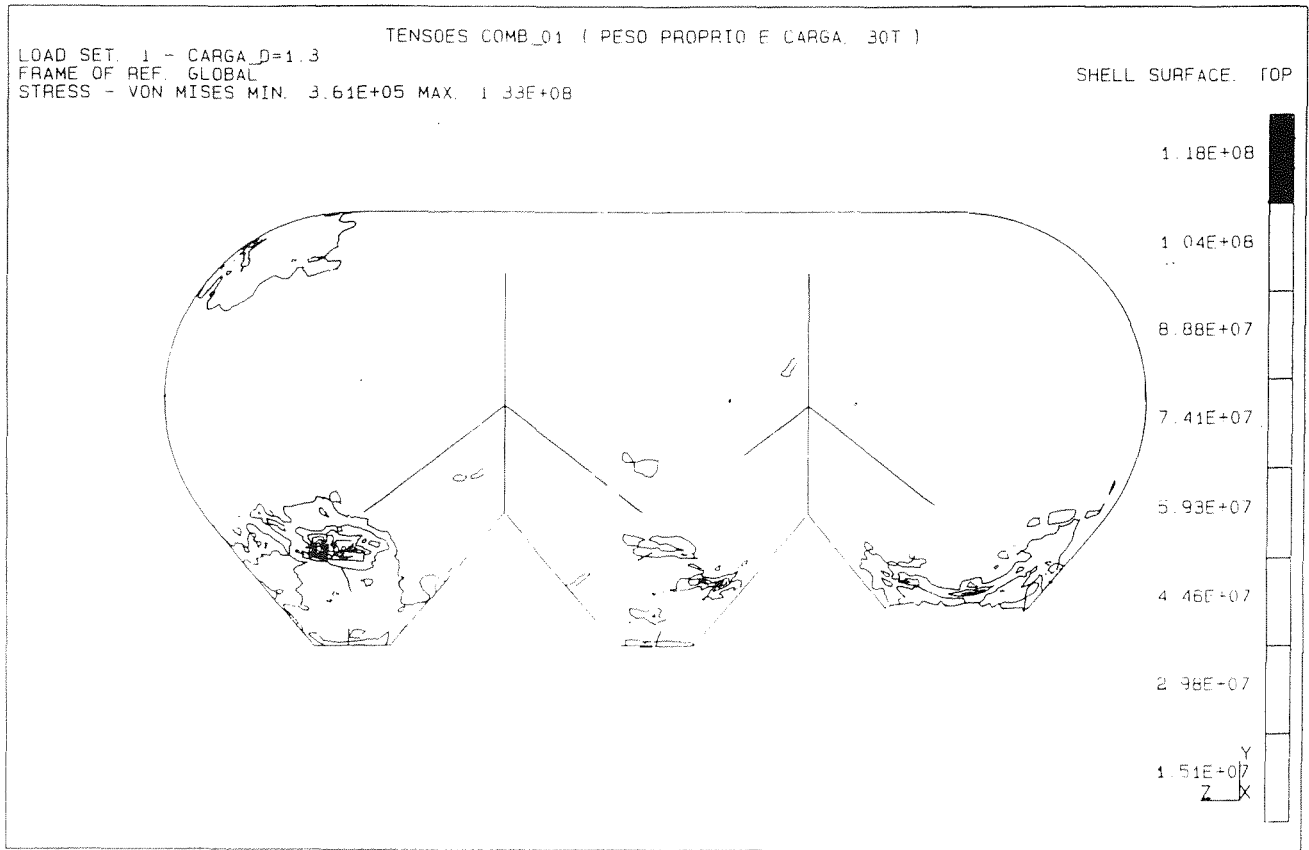 TENSOES COMB_01 ( PESO PROPRIO E CARGA. 30T )
LOAD SET. 1 - CARGA_D=1.3
FRAME OF REF. GLOBAL
STRESS - VON MISES MIN. 3.61E+05 MAX. 1.33E+08
SHELL SURFACE. TOP
1.18E+08
1.04E+08
8.88E+07
7.41E+07
5.93E+07
4.46E+07
2.98E+07
1.51E+07
Y
Z X